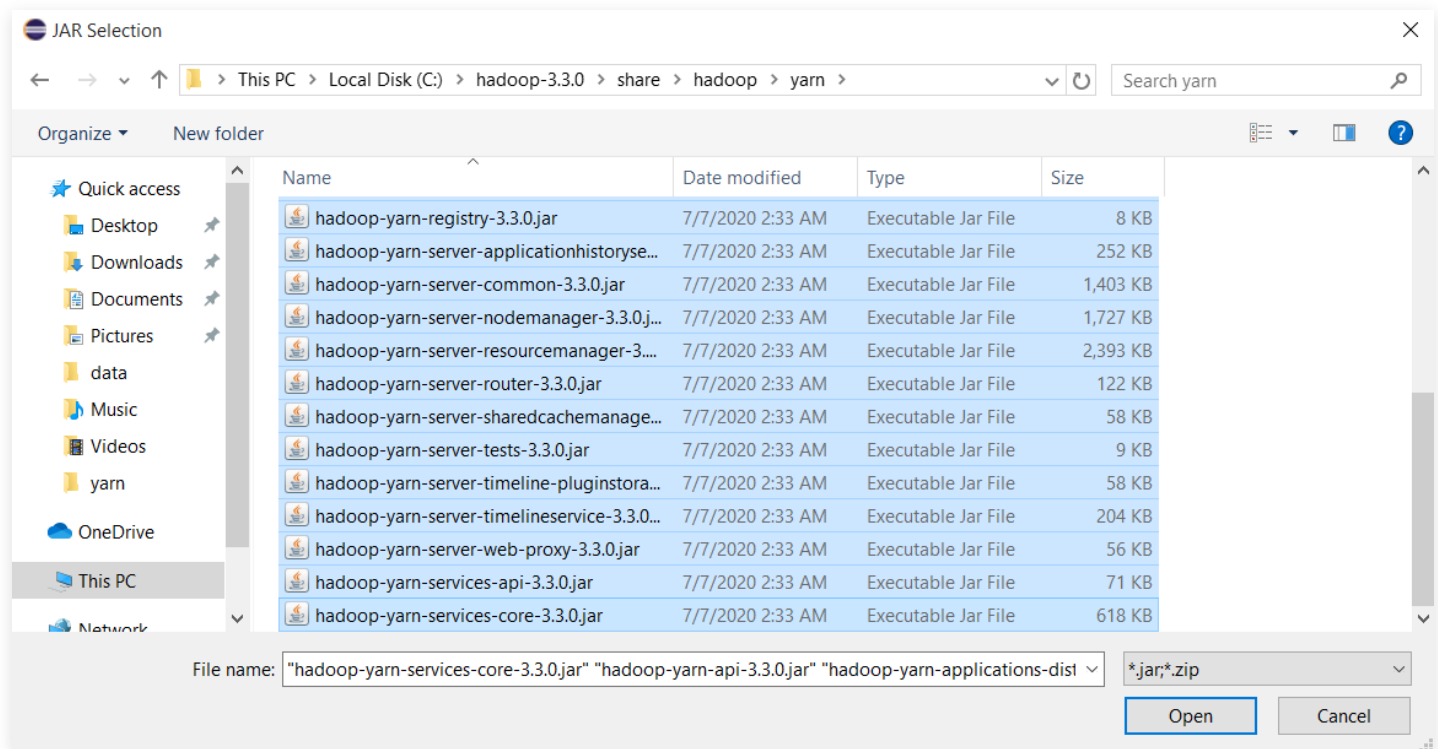 JAR Selection
This PC > Local Disk (C:) > hadoop-3.3.0 > share > hadoop > yarn >
Search yarn
Organize New folder
Quick access
Desktop
Downloads
Documents
Pictures
data
Music
Videos
yarn
OneDrive
This PC
Network
Name Date modified Type Size
hadoop-yarn-registry-3.3.0.jar 7/7/2020 2:33 AM Executable Jar File 8 KB
hadoop-yarn-server-applicationhistoryse... 7/7/2020 2:33 AM Executable Jar File 252 KB
hadoop-yarn-server-common-3.3.0.jar 7/7/2020 2:33 AM Executable Jar File 1,403 KB
hadoop-yarn-server-nodemanager-3.3.0.j... 7/7/2020 2:33 AM Executable Jar File 1,727 KB
hadoop-yarn-server-resourcemanager-3.... 7/7/2020 2:33 AM Executable Jar File 2,393 KB
hadoop-yarn-server-router-3.3.0.jar 7/7/2020 2:33 AM Executable Jar File 122 KB
hadoop-yarn-server-sharedcachemanage... 7/7/2020 2:33 AM Executable Jar File 58 KB
hadoop-yarn-server-tests-3.3.0.jar 7/7/2020 2:33 AM Executable Jar File 9 KB
hadoop-yarn-server-timeline-pluginstora... 7/7/2020 2:33 AM Executable Jar File 58 KB
hadoop-yarn-server-timelineservice-3.3.0... 7/7/2020 2:33 AM Executable Jar File 204 KB
hadoop-yarn-server-web-proxy-3.3.0.jar 7/7/2020 2:33 AM Executable Jar File 56 KB
hadoop-yarn-services-api-3.3.0.jar 7/7/2020 2:33 AM Executable Jar File 71 KB
hadoop-yarn-services-core-3.3.0.jar 7/7/2020 2:33 AM Executable Jar File 618 KB
File name: "hadoop-yarn-services-core-3.3.0.jar" "hadoop-yarn-api-3.3.0.jar" "hadoop-yarn-applications-dist
*.jar;*.zip
Open Cancel